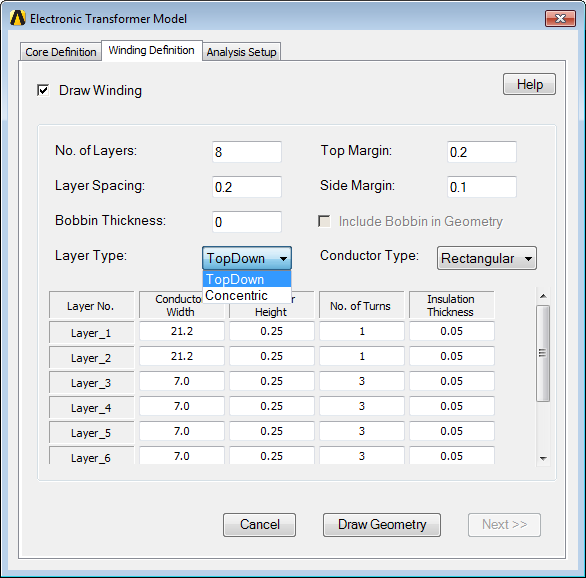 Electronic Transformer Model
Core Definition Winding Definition Analysis Setup
Draw Winding Help
No. of Layers: 8 Top Margin: 0.2
Layer Spacing: 0.2 Side Margin: 0.1
Bobbin Thickness: 0 Include Bobbin in Geometry
Layer Type: TopDown Conductor Type: Rectangular
TopDown
Concentric
Layer No. Width Height No. of Turns Insulation Thickness
Layer_1 21.2 0.25 1 0.05
Layer_2 21.2 0.25 1 0.05
Layer_3 7.0 0.25 3 0.05
Layer_4 7.0 0.25 3 0.05
Layer_5 7.0 0.25 3 0.05
Layer_6 7.0 0.25 3 0.05
Cancel Draw Geometry Next >>